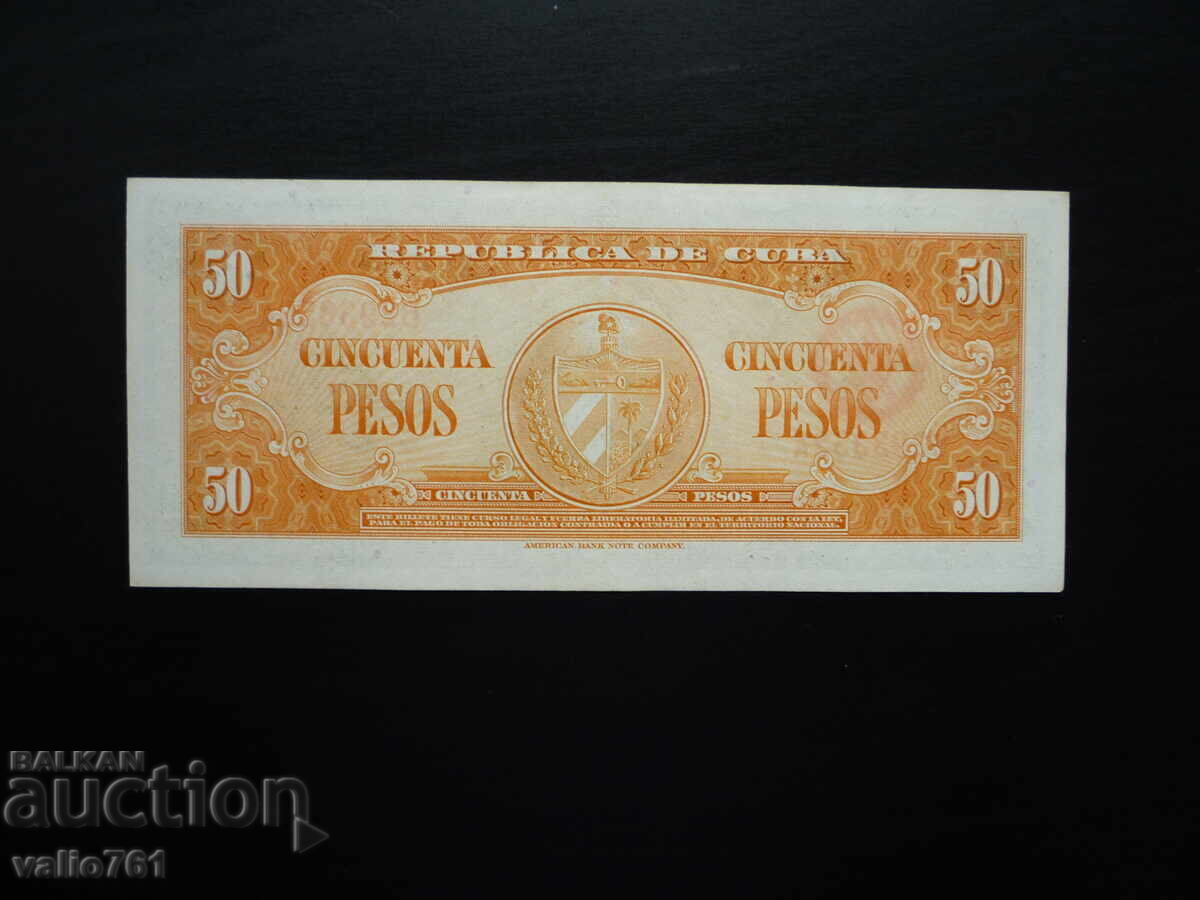 REPUBLICA DE CUBA
50
50
CINCUENTA
PESOS
CINCUENTA
PESOS
50
50
CINCUENTA PESOS
ESTE BILLETE TIENE CURSO LEGAL Y FUERZA LIBERATORIA ILIMITADA, DE ACUERDO CON LA LEY,
PARA EL PAGO DE TODA OBLIGACION CONTRAIDA O A CUMPLIR EN EL TERRITORIO NACIONAL.
AMERICAN BANK NOTE COMPANY.
BALKAN
auction
valio761